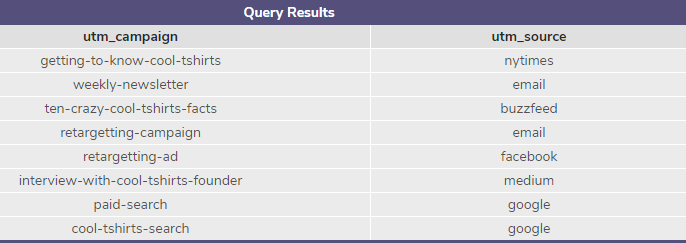 Query Results
utm_campaign utm_source
getting-to-know-cool-tshirts nytimes
weekly-newsletter email
ten-crazy-cool-tshirts-facts buzzfeed
retargetting-campaign email
retargetting-ad facebook
interview-with-cool-tshirts-founder medium
paid-search google
cool-tshirts-search google